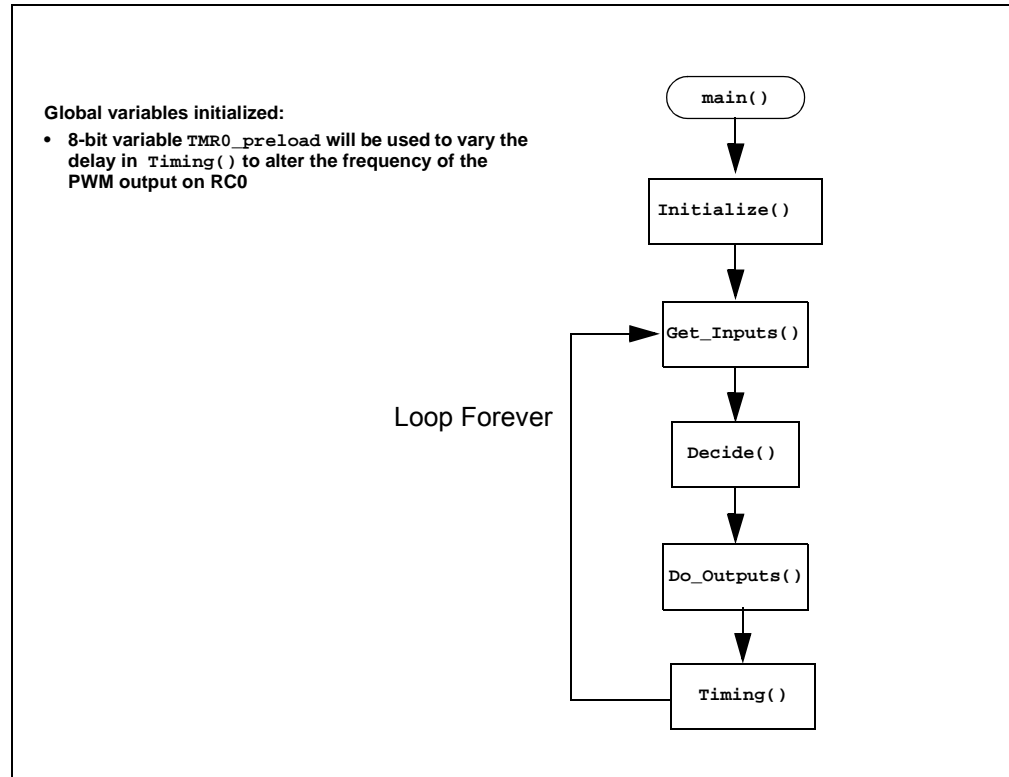 Global variables initialized:
• 8-bit variable TMR0_preload will be used to vary the
delay in Timing() to alter the frequency of the
PWM output on RC0
main()
Initialize()
Get_Inputs()
Loop Forever
Decide()
Do_Outputs()
Timing()